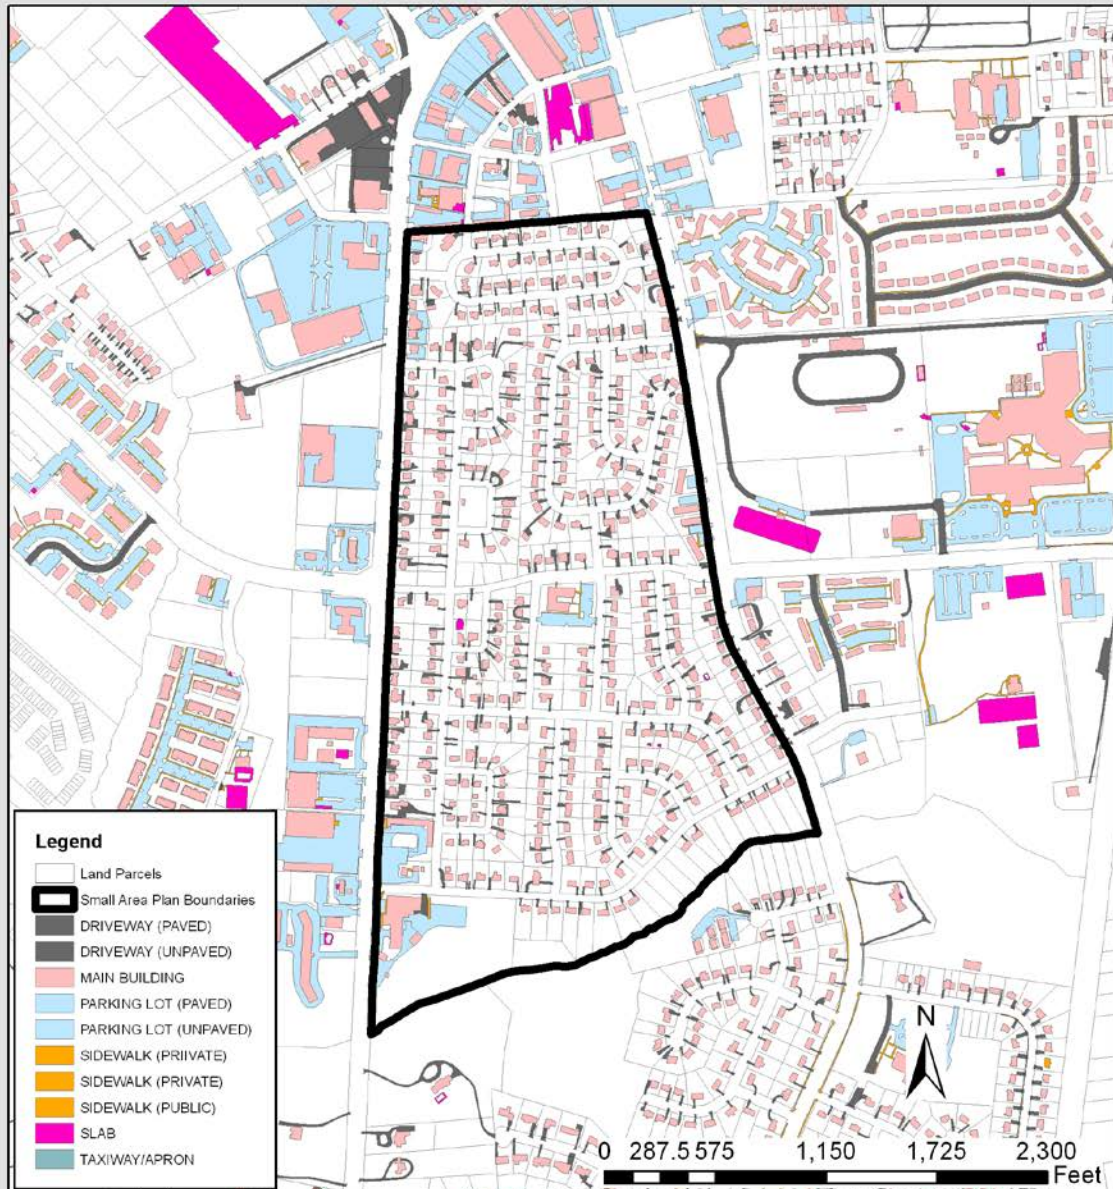 Legend
Land Parcels
Small Area Plan Boundaries
DRIVEWAY (PAVED)
DRIVEWAY (UNPAVED)
MAIN BUILDING
PARKING LOT (PAVED)
PARKING LOT (UNPAVED)
SIDEWALK (PRIIVATE)
SIDEWALK (PRIVATE)
SIDEWALK (PUBLIC)
SLAB
TAXIWAY/APRON
N
0 287.5 575 1,150 1,725 2,300
Feet